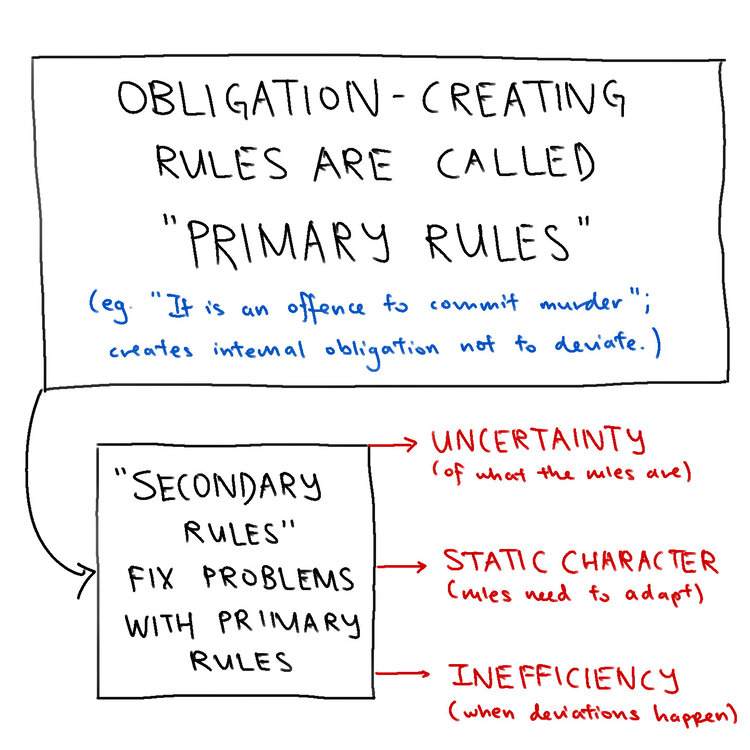 OBLIGATION-CREATING
RULES ARE CALLED
"PRIMARY RULES"
(eg. "It is an offence to commit murder";
creates internal obligation not to deviate.)
"SECONDARY
RULES"
FIX PROBLEMS
WITH PRIMARY
RULES
UNCERTAINTY
(of what the rules are)
STATIC CHARACTER
(rules need to adapt)
INEFFICIENCY
(when deviations happen)